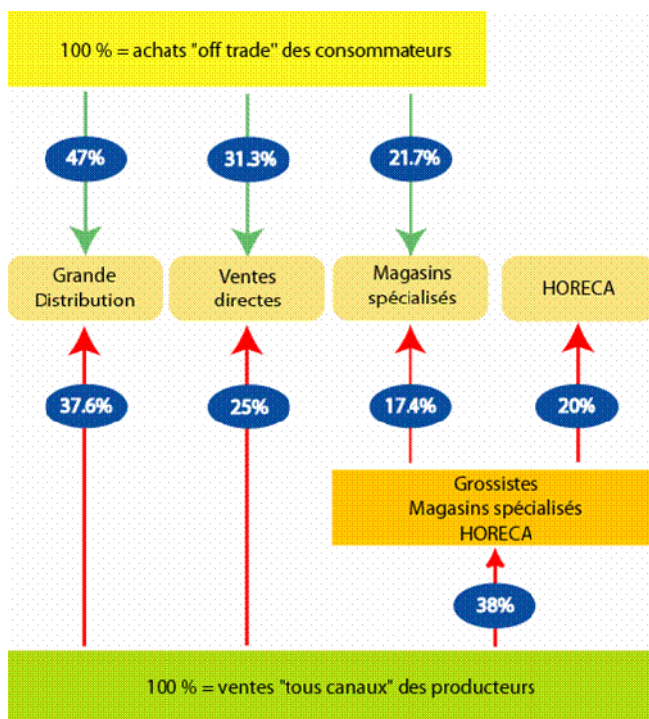 100 % = achats "off trade" des consommateurs
47%
31.3%
21.7%
Grande
Distribution
Ventes
directes
Magasins
spécialisés
HORECA
37.6%
25%
17.4%
20%
Grossistes
Magasins spécialisés
HORECA
38%
100 % = ventes "tous canaux" des producteurs